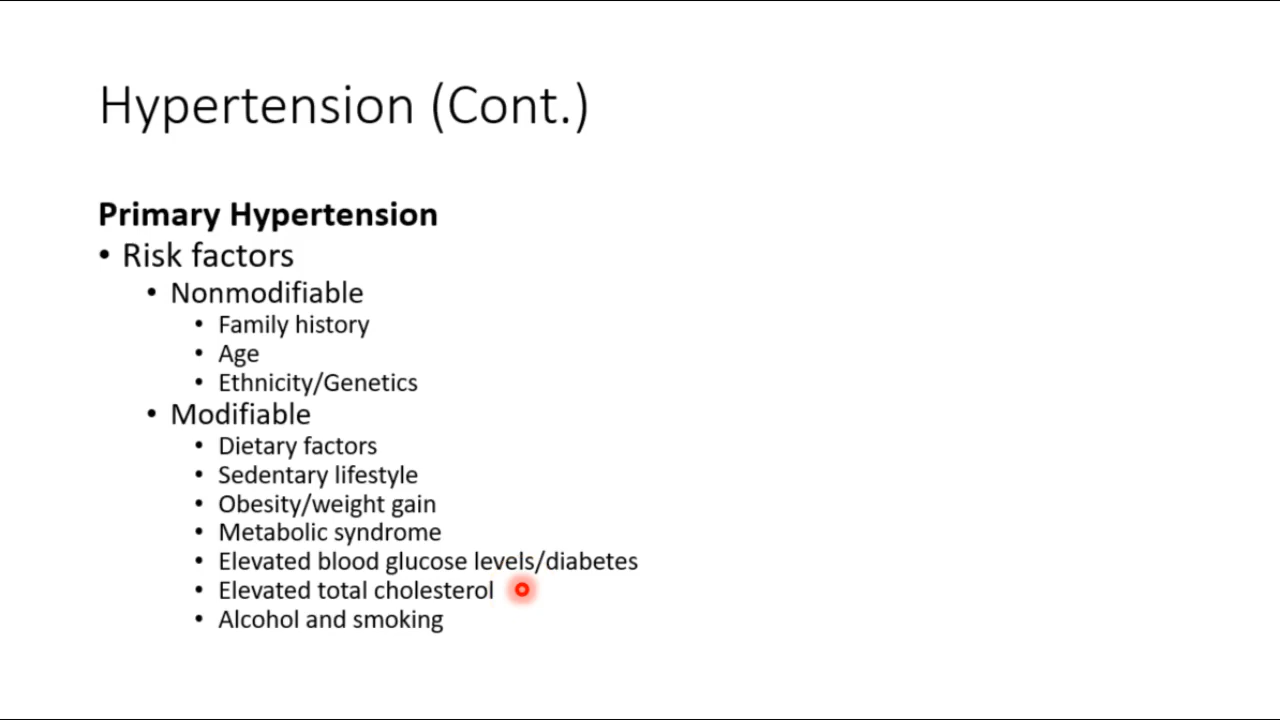 Hypertension (Cont.)
Primary Hypertension
• Risk factors
• Nonmodifiable
• Family history
• Age
• Ethnicity/Genetics
• Modifiable
• Dietary factors
• Sedentary lifestyle
• Obesity/weight gain
• Metabolic syndrome
• Elevated blood glucose levels/diabetes
• Elevated total cholesterol
• Alcohol and smoking